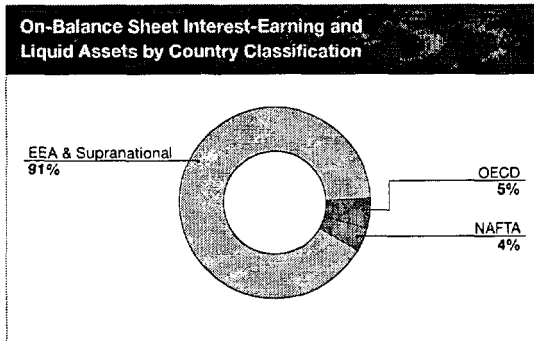 On-Balance Sheet Interest-Earning and
Liquid Assets by Country Classification
EEA & Supranational
91%
OECD
5%
NAFTA
4%